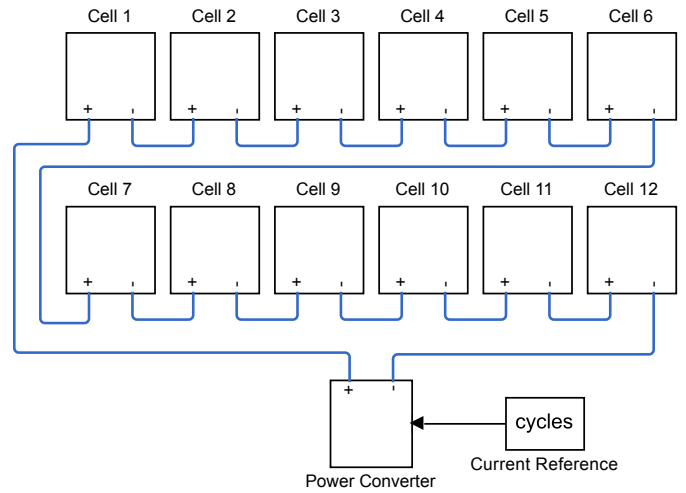 Cell 1 Cell 2 Cell 3 Cell 4 Cell 5 Cell 6
+ - + - + - + - + - + -
Cell 7 Cell 8 Cell 9 Cell 10 Cell 11 Cell 12
+ - + - + - + - + - + -
+ -
cycles
Current Reference
Power Converter